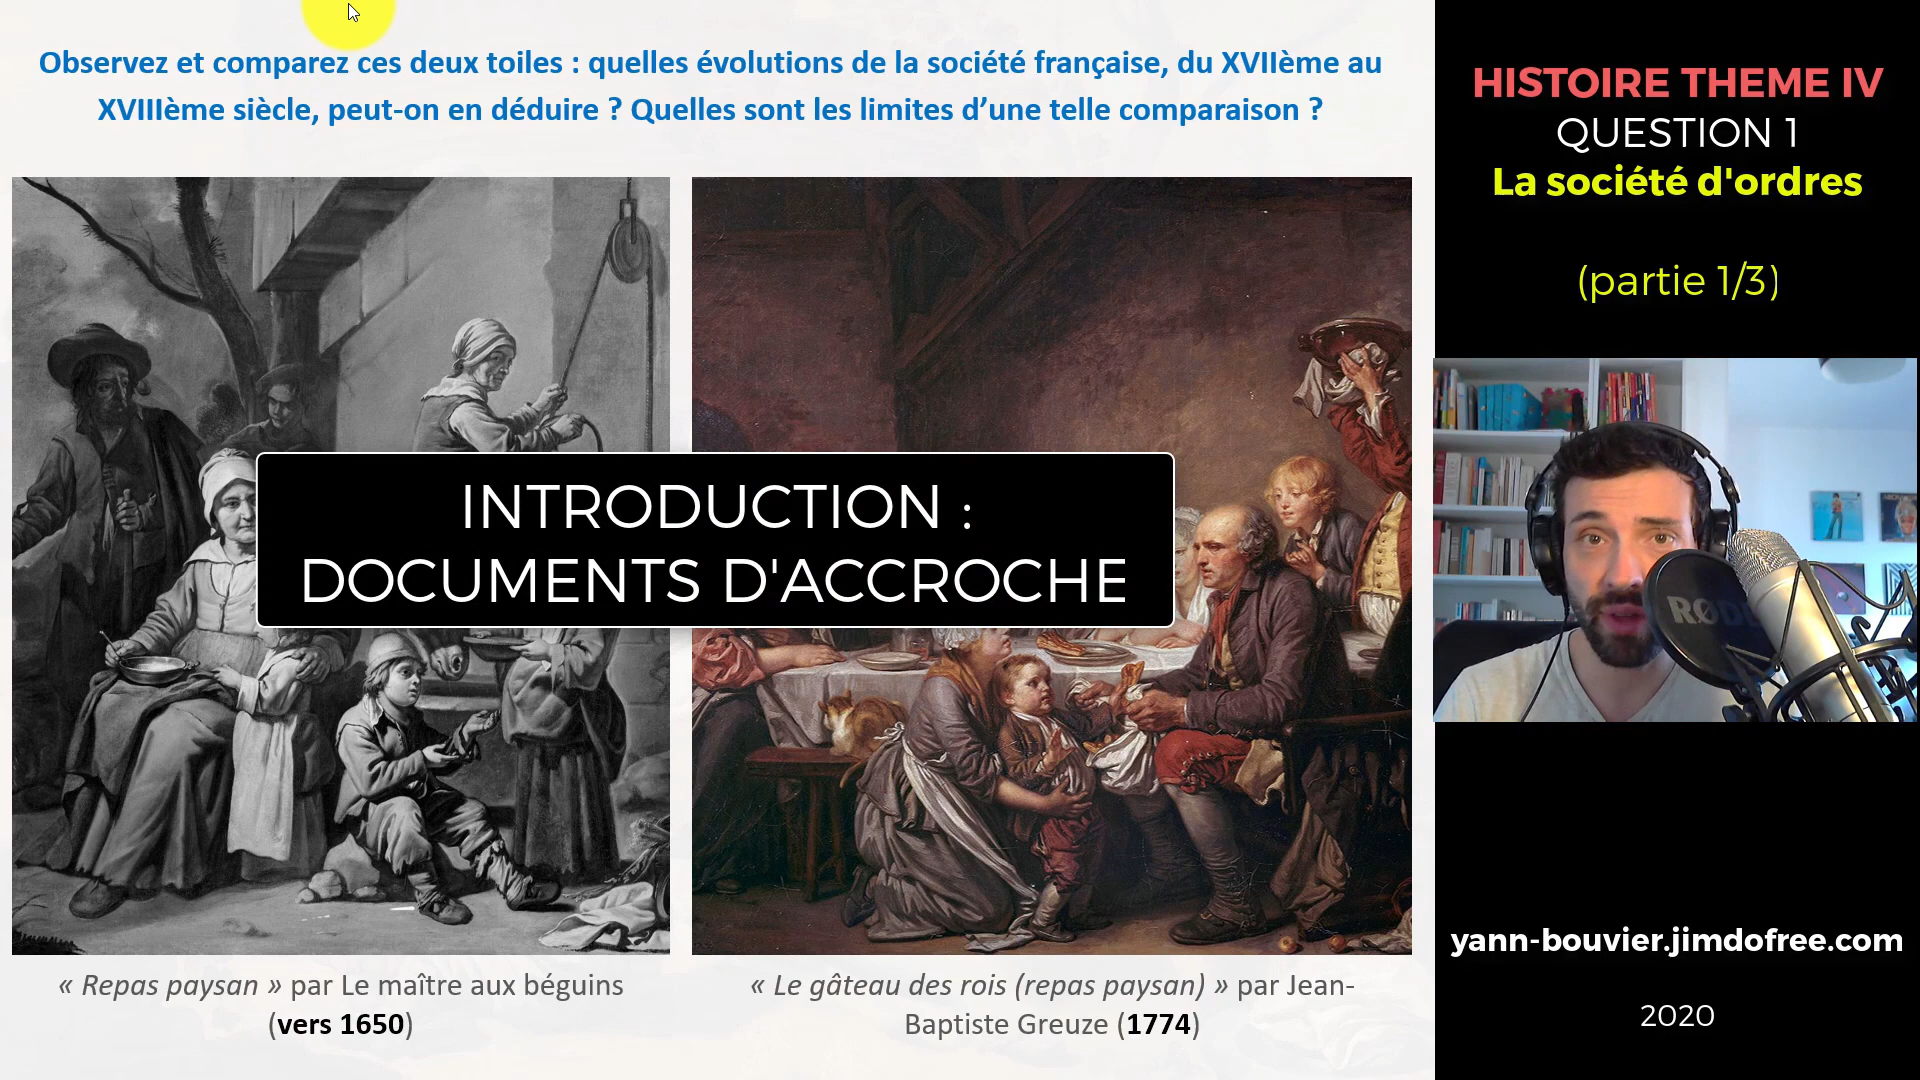 Observez et comparez ces deux toiles : quelles évolutions de la société française, du XVIIème au
XVIIIème siècle, peut-on en déduire ? Quelles sont les limites d’une telle comparaison ?
INTRODUCTION :
DOCUMENTS D'ACCROCHE
« Repas paysan » par Le maître aux béguins
(vers 1650)
« Le gâteau des rois (repas paysan) » par Jean-
Baptiste Greuze (1774)
HISTOIRE THEME IV
QUESTION 1
La société d'ordres
(partie 1/3)
RØDE
yann-bouvier.jimdofree.com
2020